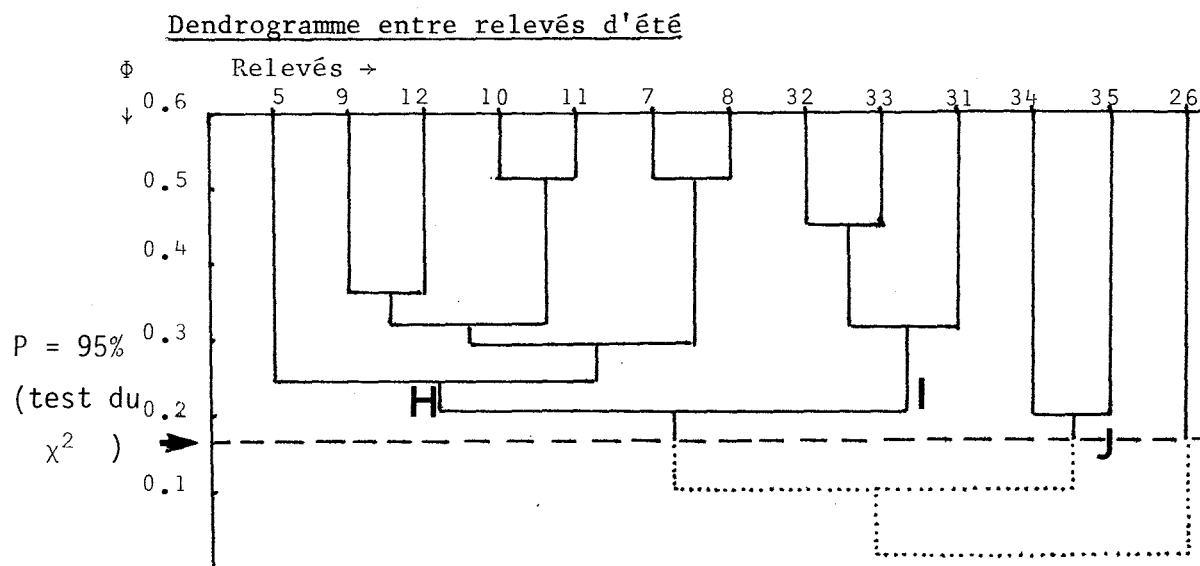 Dendrogramme entre relevés d'été
Φ Relevés →
↓ 0.6 5 9 12 10 11 7 8 32 33 31 34 35 26
0.5
0.4
0.3
P = 95%
(test du 0.2 H I
χ² ) J
0.1